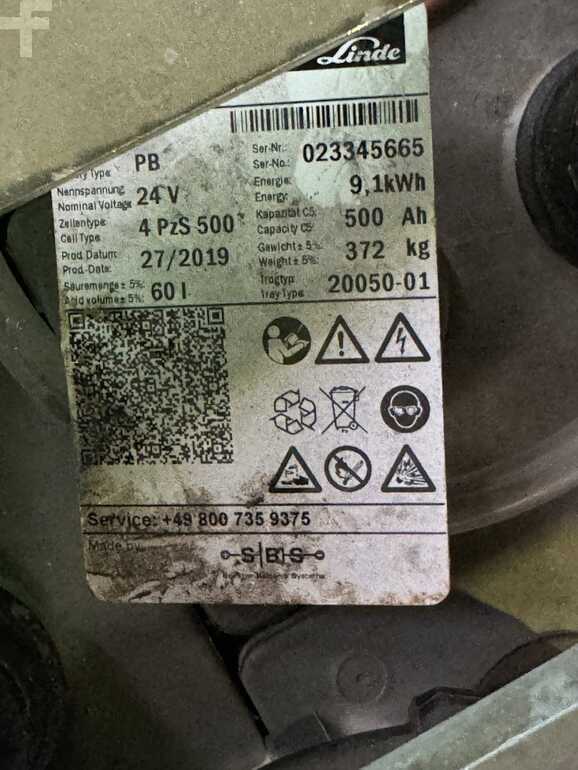 Linde
PB
Ser-Nr.: 023345665
Ser-No.:
Nennspannung
Nominal Voltage 24 V
Energie: 9,1kWh
Energy:
Zellentype: 4 PzS 500
Cell Type
Kapazität C5: 500 Ah
Capacity C5:
Prod. Datum: 27/2019
Prod.-Date:
Gewicht ± 5%: 372 kg
Weight ± 5%:
Säuremenge ± 5%: 60 l
Acid volume ± 5%:
Trogtyp: 20050-01
Tray Type
Service: +49 800 735 9375
Made by
SBS